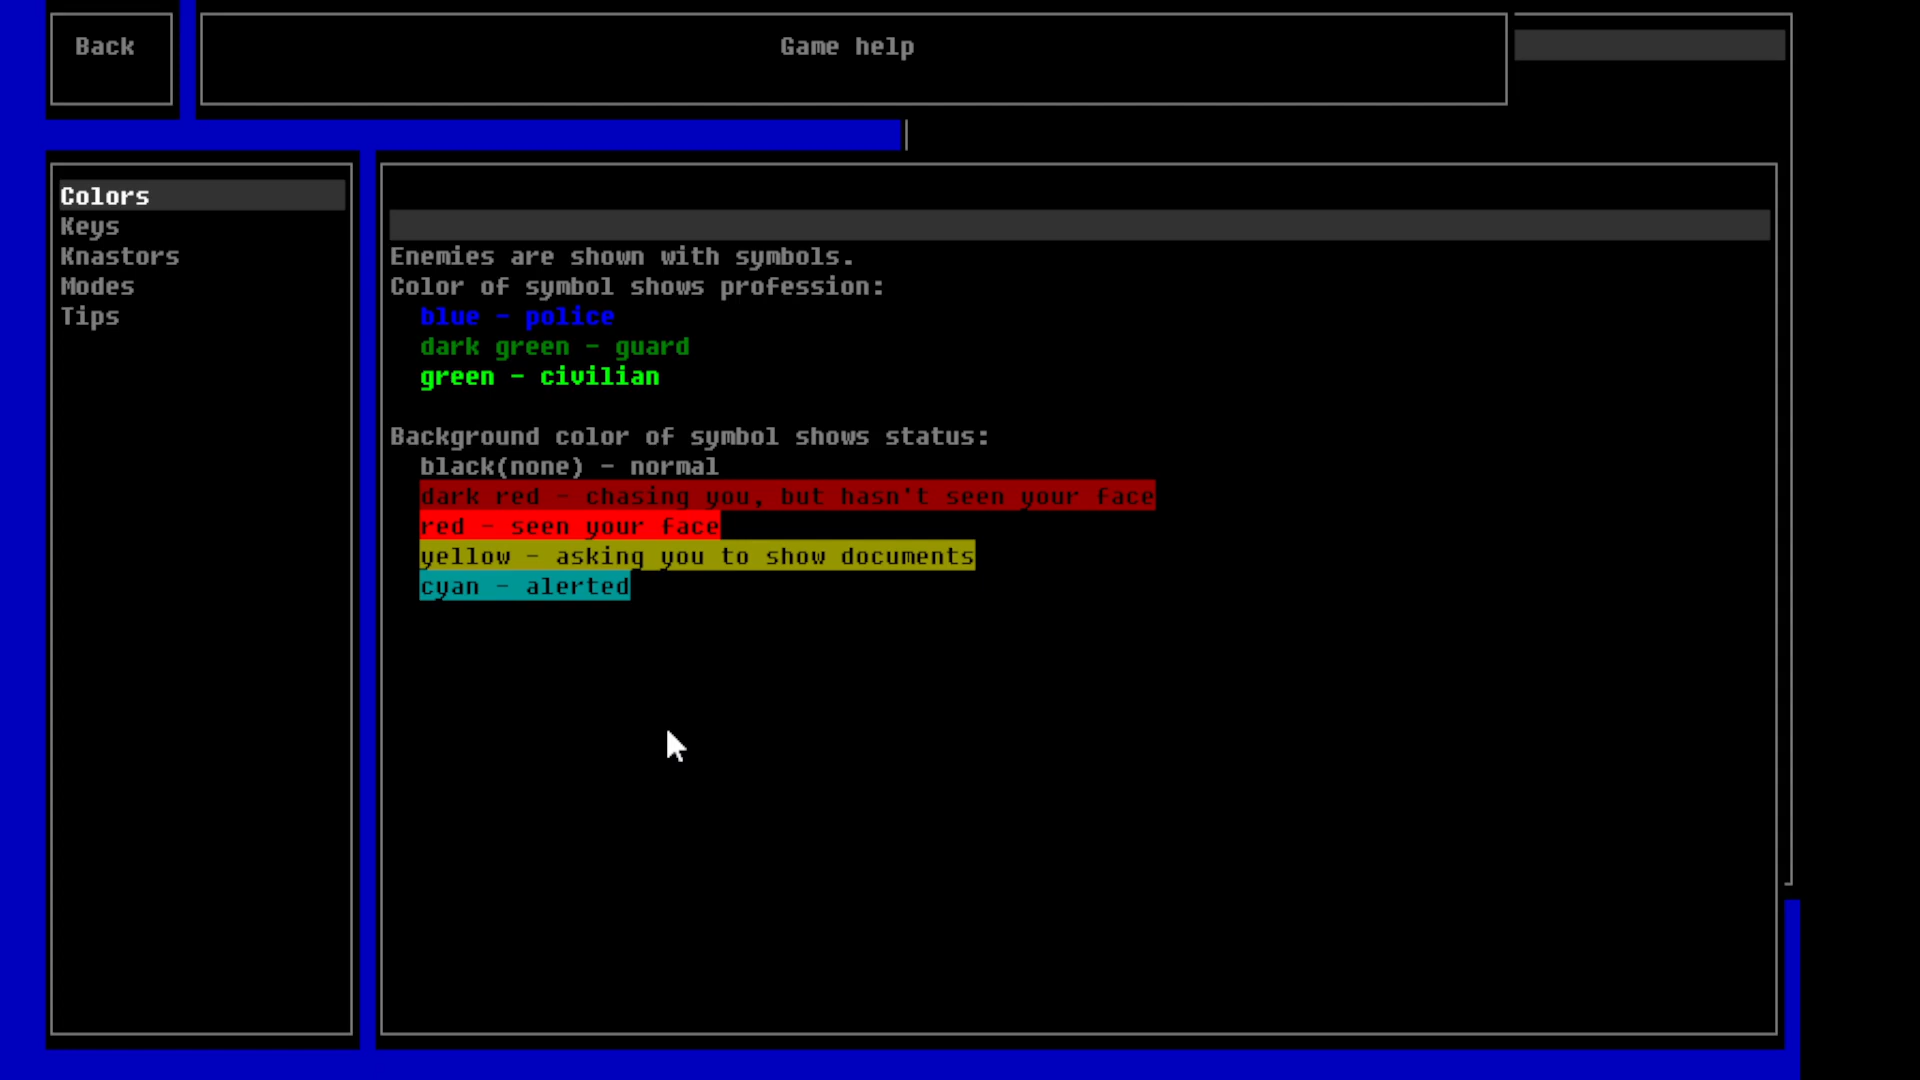 Back
Game help
Colors
Keys
Knastors
Modes
Tips
Enemies are shown with symbols.
Color of symbol shows profession:
blue - police
dark green - guard
green - civilian
Background color of symbol shows status:
black(none) - normal
dark red - chasing you, but hasn't seen your face
red - seen your face
yellow - asking you to show documents
cyan - alerted